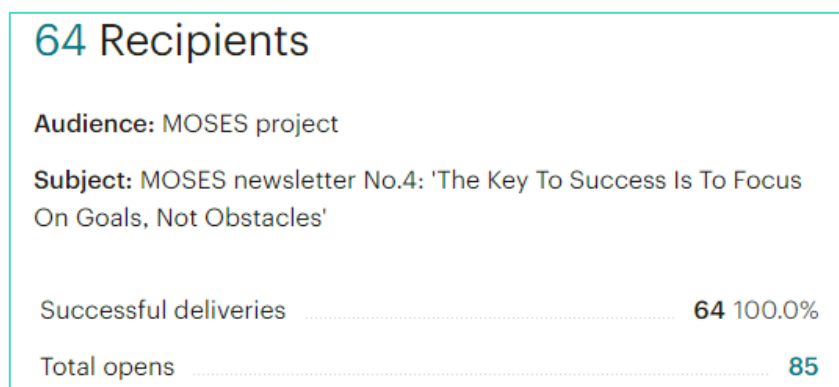 64 Recipients
Audience: MOSES project
Subject: MOSES newsletter No.4: 'The Key To Success Is To Focus
On Goals, Not Obstacles'
Successful deliveries 64 100.0%
Total opens 85